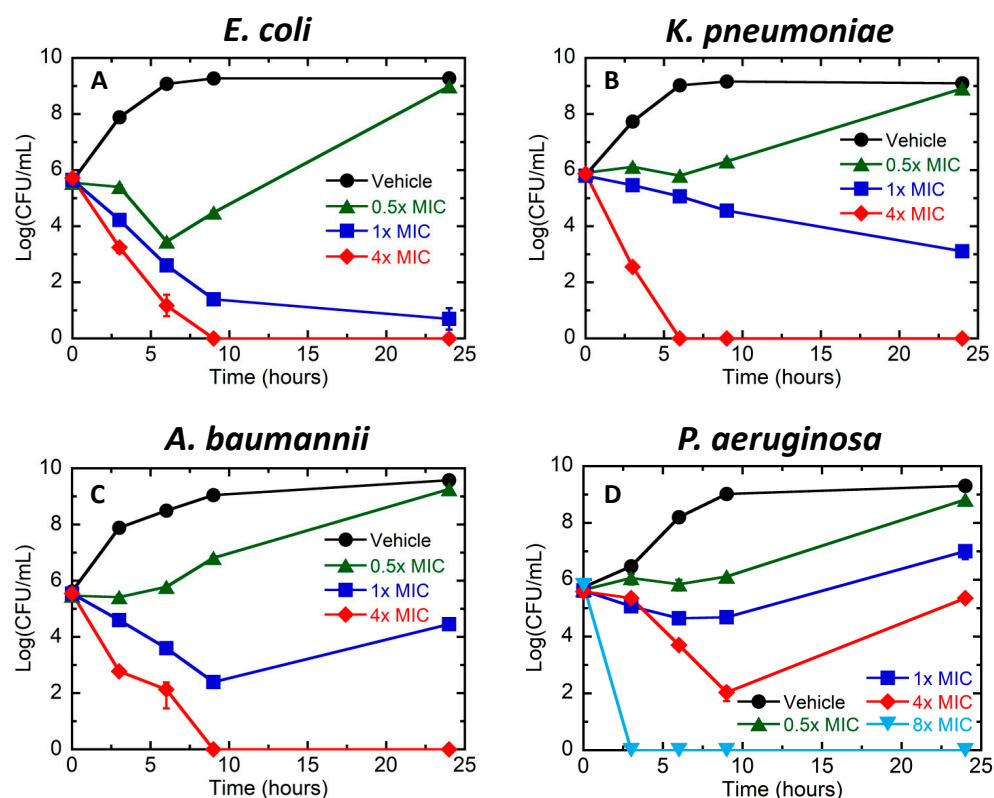 E. coli
A
10
8
6
4
2
0
Log(CFU/mL)
Vehicle
0.5x MIC
1x MIC
4x MIC
0 5 10 15 20 25
Time (hours)
K. pneumoniae
B
10
8
6
4
2
0
Log(CFU/mL)
Vehicle
0.5x MIC
1x MIC
4x MIC
0 5 10 15 20 25
Time (hours)
A. baumannii
C
10
8
6
4
2
0
Log(CFU/mL)
Vehicle
0.5x MIC
1x MIC
4x MIC
0 5 10 15 20 25
Time (hours)
P. aeruginosa
D
10
8
6
4
2
0
Log(CFU/mL)
1x MIC
Vehicle 4x MIC
0.5x MIC 8x MIC
0 5 10 15 20 25
Time (hours)